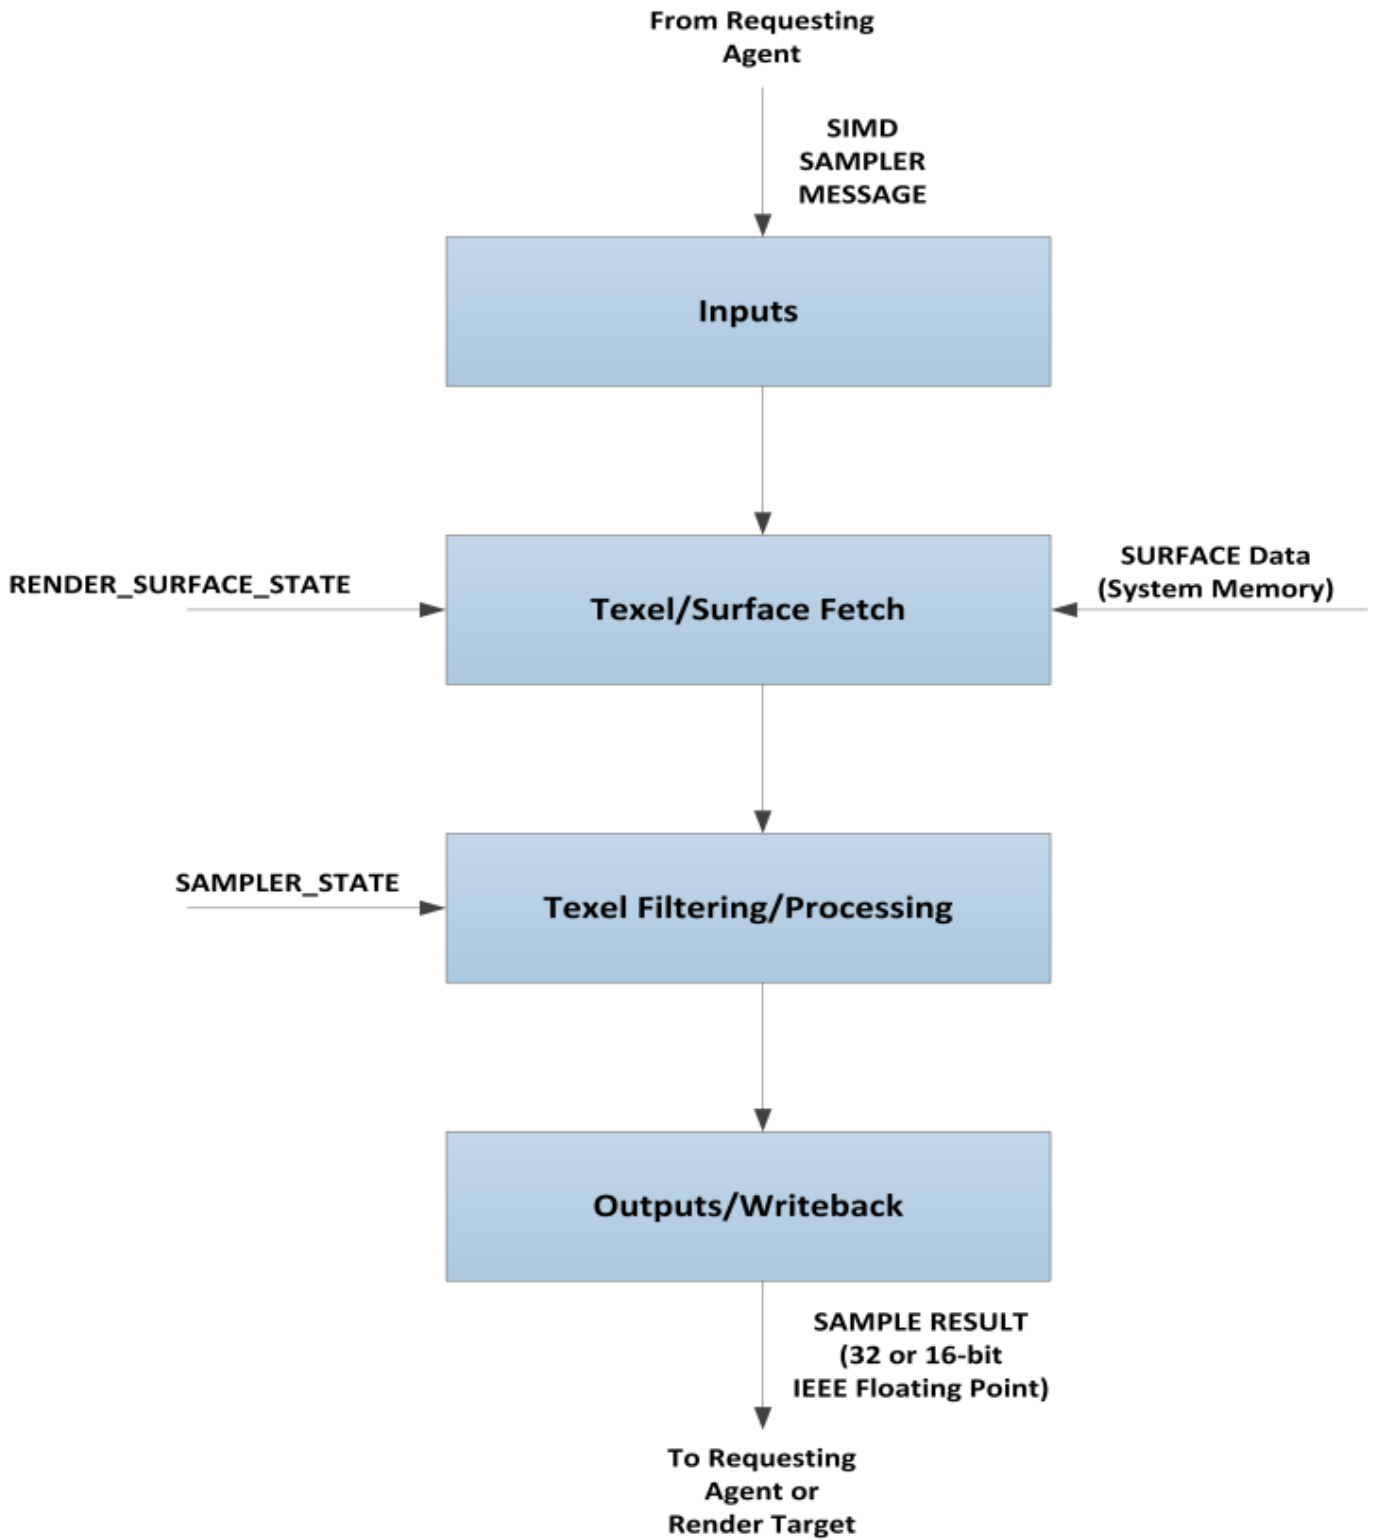 From Requesting
Agent
SIMD
SAMPLER
MESSAGE
Inputs
RENDER_SURFACE_STATE
Texel/Surface Fetch
SURFACE Data
(System Memory)
SAMPLER_STATE
Texel Filtering/Processing
Outputs/Writeback
SAMPLE RESULT
(32 or 16-bit
IEEE Floating Point)
To Requesting
Agent or
Render Target